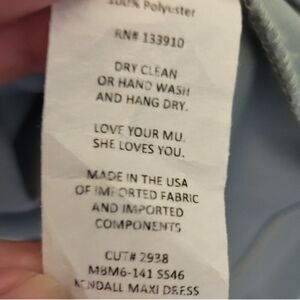 100% Polyester
RN# 133910
DRY CLEAN
OR HAND WASH
AND HANG DRY.
LOVE YOUR MU.
SHE LOVES YOU.
MADE IN THE USA
OF IMPORTED FABRIC
AND IMPORTED
COMPONENTS
CUT# 2938
MBM6-141 SS46
KENDALL MAXI DRESS